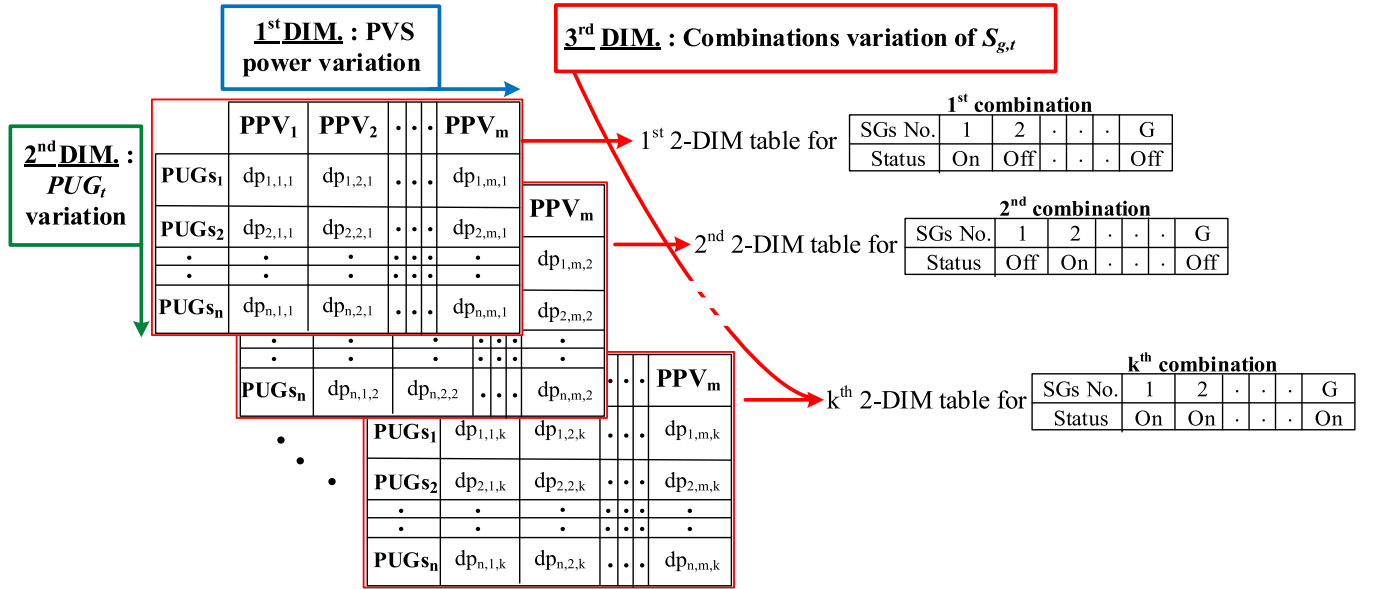 1st DIM. : PVS
power variation
3rd DIM. : Combinations variation of Sg,t
2nd DIM. :
PUGt
variation
PPV1 PPV2 · · · PPVm
PUGs1 dp1,1,1 dp1,2,1 · · · dp1,m,1
PUGs2 dp2,1,1 dp2,2,1 · · · dp2,m,1
· · · · · · ·
· · · · · · ·
PUGsn dpn,1,1 dpn,2,1 · · · dpn,m,1
PPVm
dp1,m,2
dp2,m,2
· · · · · · ·
· · · · · · ·
PUGsn dpn,1,2 dpn,2,2 · · · dpn,m,2
· · · PPVm
PUGs1 dp1,1,k dp1,2,k · · · dp1,m,k
PUGs2 dp2,1,k dp2,2,k · · · dp2,m,k
· · · · · · ·
· · · · · · ·
PUGsn dpn,1,k dpn,2,k · · · dpn,m,k
1st 2-DIM table for
1st combination
SGs No. 1 2 · · · G
Status On Off · · · Off
2nd 2-DIM table for
2nd combination
SGs No. 1 2 · · · G
Status Off On · · · Off
kth 2-DIM table for
kth combination
SGs No. 1 2 · · · G
Status On On · · · On